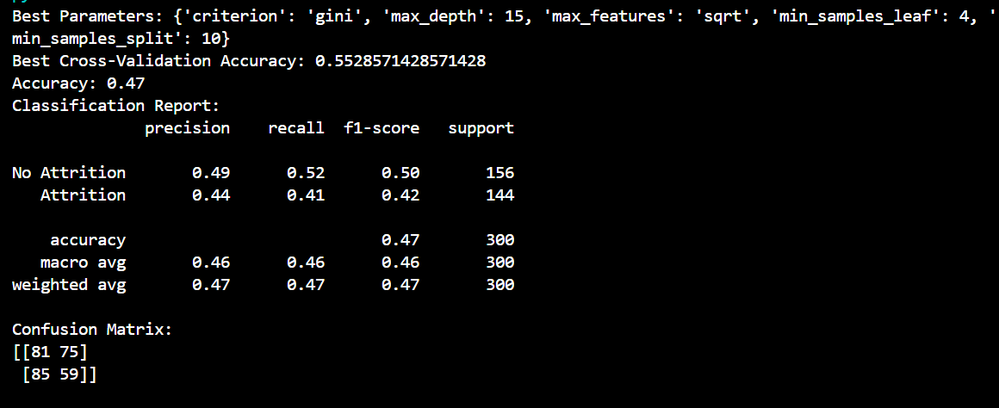 Best Parameters: {'criterion': 'gini', 'max_depth': 15, 'max_features': 'sqrt', 'min_samples_leaf': 4, '
min_samples_split': 10}
Best Cross-Validation Accuracy: 0.5528571428571428
Accuracy: 0.47
Classification Report:
precision recall f1-score support
No Attrition 0.49 0.52 0.50 156
Attrition 0.44 0.41 0.42 144
accuracy 0.47 300
macro avg 0.46 0.46 0.46 300
weighted avg 0.47 0.47 0.47 300
Confusion Matrix:
[[81 75]
[85 59]]